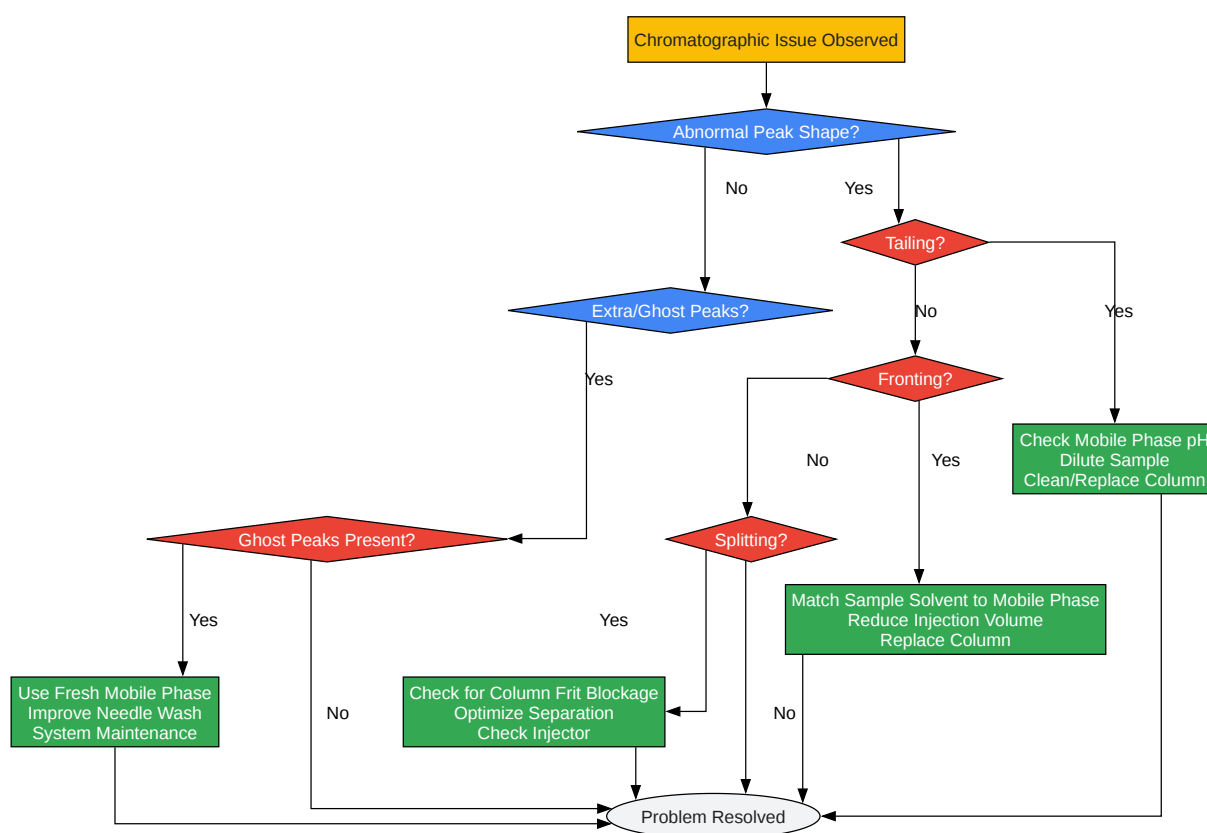 Chromatographic Issue Observed
Abnormal Peak Shape?
No
Yes
Tailing?
Extra/Ghost Peaks?
No
Yes
Yes
Fronting?
Check Mobile Phase pH
Dilute Sample
Clean/Replace Column
No
Yes
Ghost Peaks Present?
Splitting?
Match Sample Solvent to Mobile Phase
Reduce Injection Volume
Replace Column
Yes
Yes
Use Fresh Mobile Phase
Improve Needle Wash
System Maintenance
No
Check for Column Frit Blockage
Optimize Separation
Check Injector
No
Problem Resolved